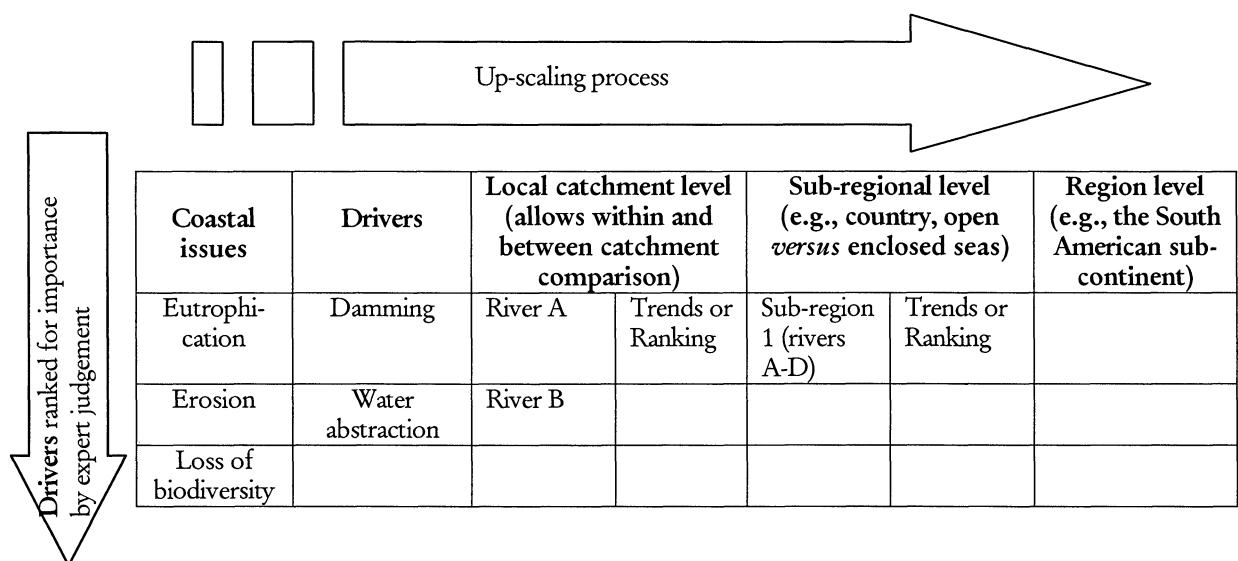 Up-scaling process
Drivers ranked for importance
by expert judgement
Coastal
issues
Drivers
Local catchment level
(allows within and
between catchment
comparison)
Sub-regional level
(e.g., country, open
versus enclosed seas)
Region level
(e.g., the South
American sub-
continent)
Eutrophi-
cation
Damming
River A
Trends or
Ranking
Sub-region
1 (rivers
A-D)
Trends or
Ranking
Erosion
Water
abstraction
River B
Loss of
biodiversity